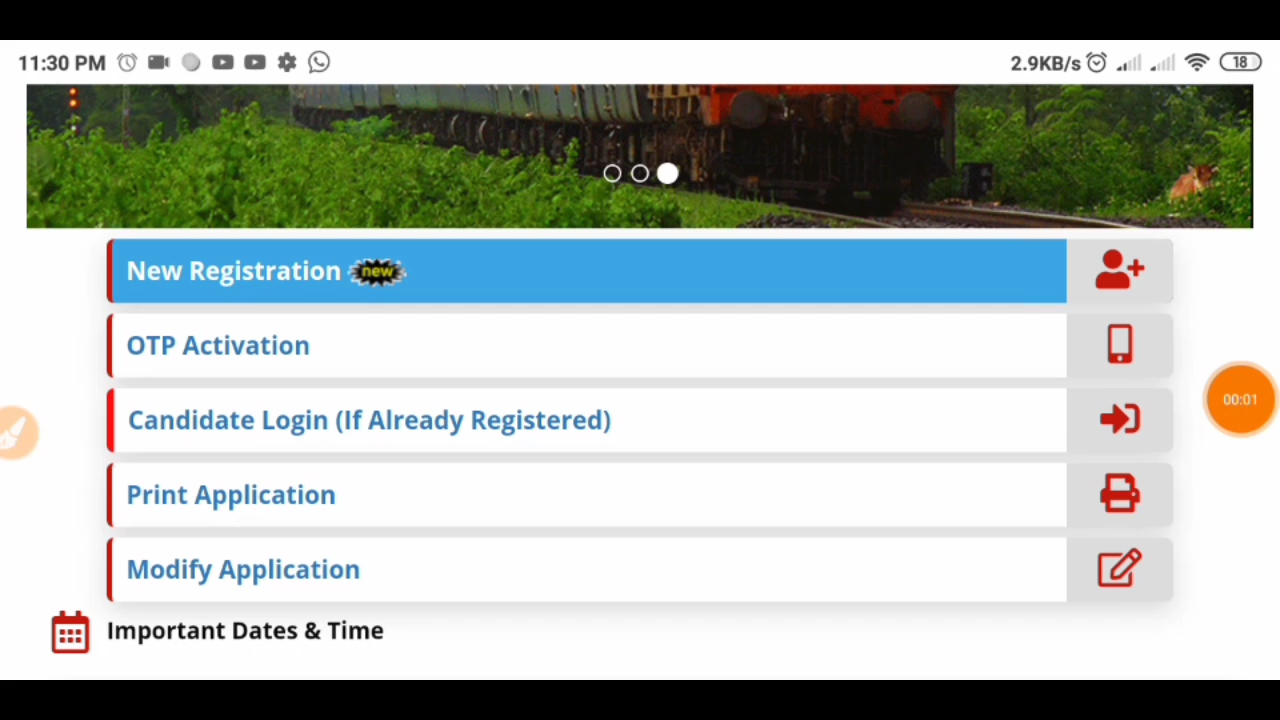 11:30 PM
2.9KB/s
18
New Registration new
OTP Activation
00:01
Candidate Login (If Already Registered)
Print Application
Modify Application
Important Dates & Time